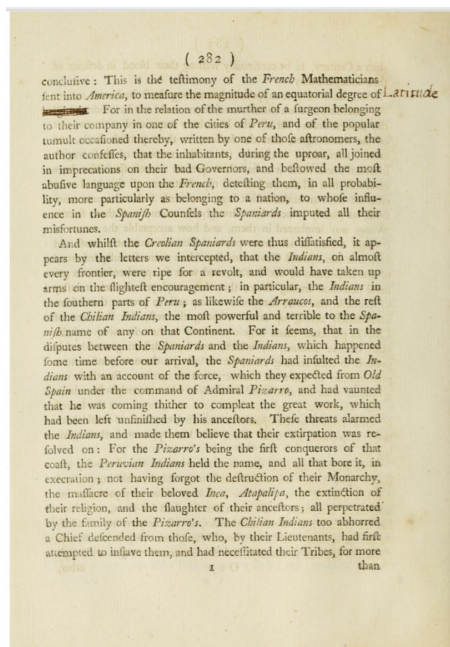 ( 282 )
conclusive : This is the testimony of the French Mathematicians
sent into America, to measure the magnitude of an equatorial degree of Latitude
For in the relation of the murther of a surgeon belonging
to their company in one of the cities of Peru, and of the popular
tumult occasioned thereby, written by one of those astronomers, the
author confesses, that the inhabitants, during the uproar, all joined
in imprecations on their bad Governors, and bestowed the most
abusive language upon the French, detesting them, in all probabi-
lity, more particularly as belonging to a nation, to whose influ-
ence in the Spanish Counsels the Spaniards imputed all their
misfortunes.
And whilst the Creolian Spaniards were thus dissatisfied, it ap-
pears by the letters we intercepted, that the Indians, on almost
every frontier, were ripe for a revolt, and would have taken up
arms on the slightest encouragement ; in particular, the Indians in
the southern parts of Peru ; as likewise the Arraucos, and the rest
of the Chilian Indians, the most powerful and terrible to the Spa-
nish name of any on that Continent. For it seems, that in the
disputes between the Spaniards and the Indians, which happened
some time before our arrival, the Spaniards had insulted the In-
dians with an account of the force, which they expected from Old
Spain under the command of Admiral Pizarro, and had vaunted
that he was coming thither to compleat the great work, which
had been left unfinished by his ancestors. These threats alarmed
the Indians, and made them believe that their extirpation was re-
solved on : For the Pizarro's being the first conquerors of that
coast, the Peruvian Indians held the name, and all that bore it, in
execration ; not having forgot the destruction of their Monarchy,
the massacre of their beloved Inca, Atapalipa, the extinction of
their religion, and the slaughter of their ancestors ; all perpetrated
by the family of the Pizarro's. The Chilian Indians too abhorred
a Chief descended from those, who, by their Lieutenants, had first
attempted to inslave them, and had necessitated their Tribes, for more
1 than